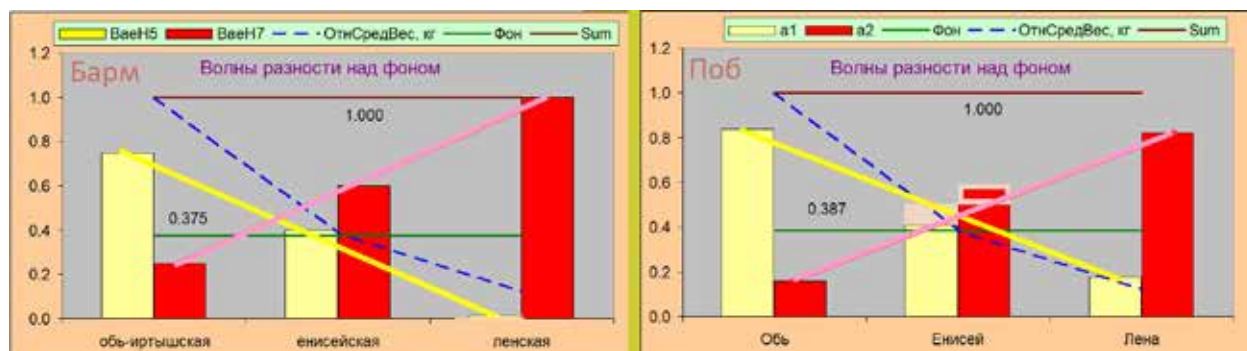 ВаеН5 ВаеН7 ОтнСредВес, кг Фон Sum
1.2
Барм
Волны разности над фоном
1.0
1.000
0.8
0.6
0.375
0.4
0.2
0.0
обь-иртышская енисейская ленская
a1 a2 Фон ОтнСредВес, кг Sum
1.2
Поб
Волны разности над фоном
1.0
1.000
0.8
0.6
0.387
0.4
0.2
0.0
Обь Енисей Лена